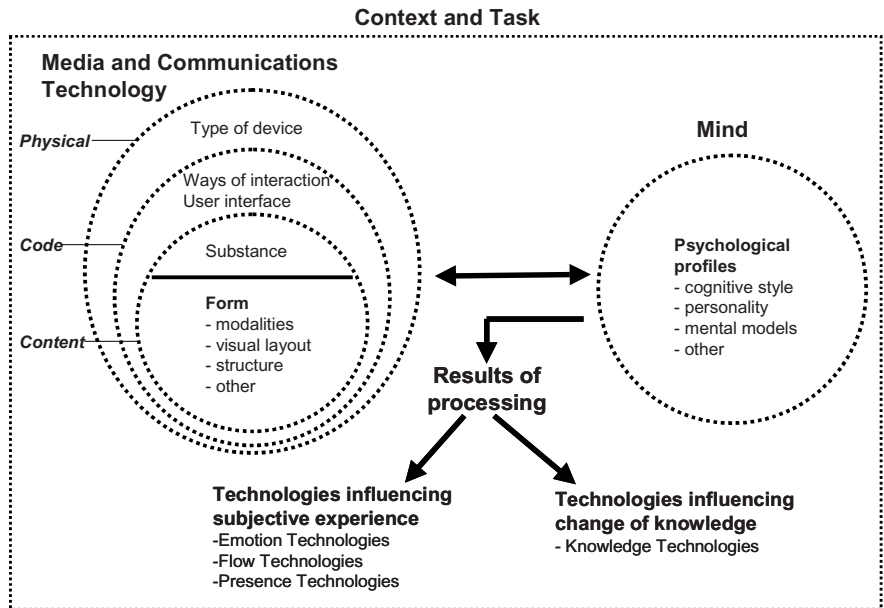 Context and Task
Media and Communications
Technology
Physical
Type of device
Ways of interaction
User interface
Code
Substance
Form
- modalities
- visual layout
- structure
- other
Content
Mind
Psychological
profiles
- cognitive style
- personality
- mental models
- other
Results of
processing
Technologies influencing
subjective experience
-Emotion Technologies
-Flow Technologies
-Presence Technologies
Technologies influencing
change of knowledge
- Knowledge Technologies